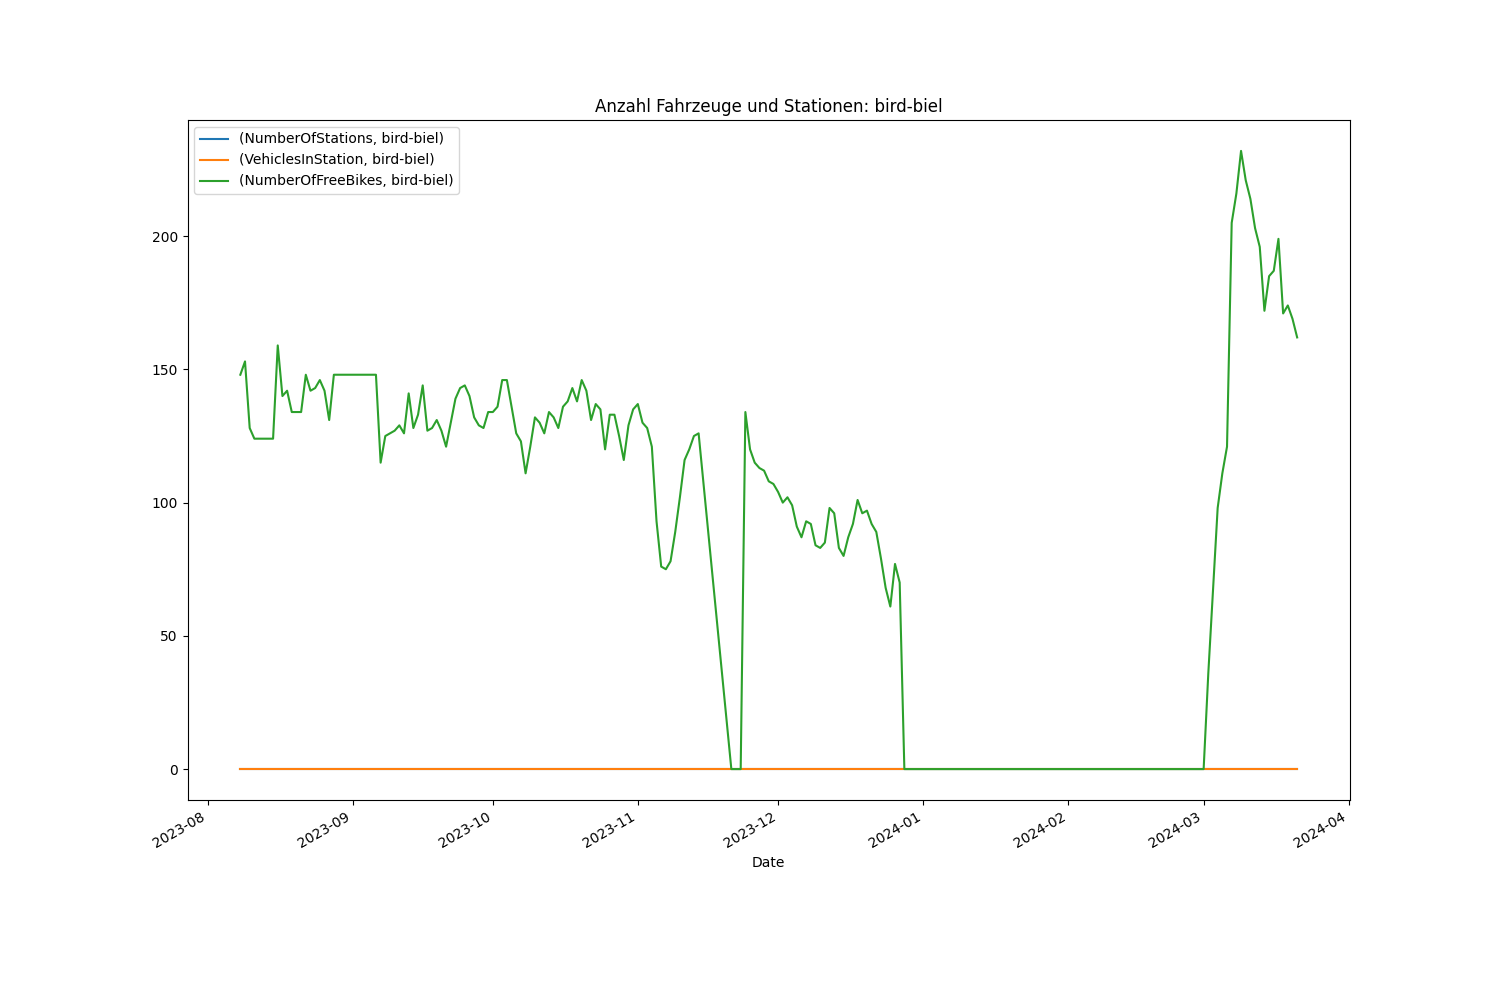 Anzahl Fahrzeuge und Stationen: bird-biel
(NumberOfStations, bird-biel)
(VehiclesInStation, bird-biel)
(NumberOfFreeBikes, bird-biel)
200
150
100
50
0
2023-08
2023-09
2023-10
2023-11
2023-12
2024-01
2024-02
2024-03
2024-04
Date